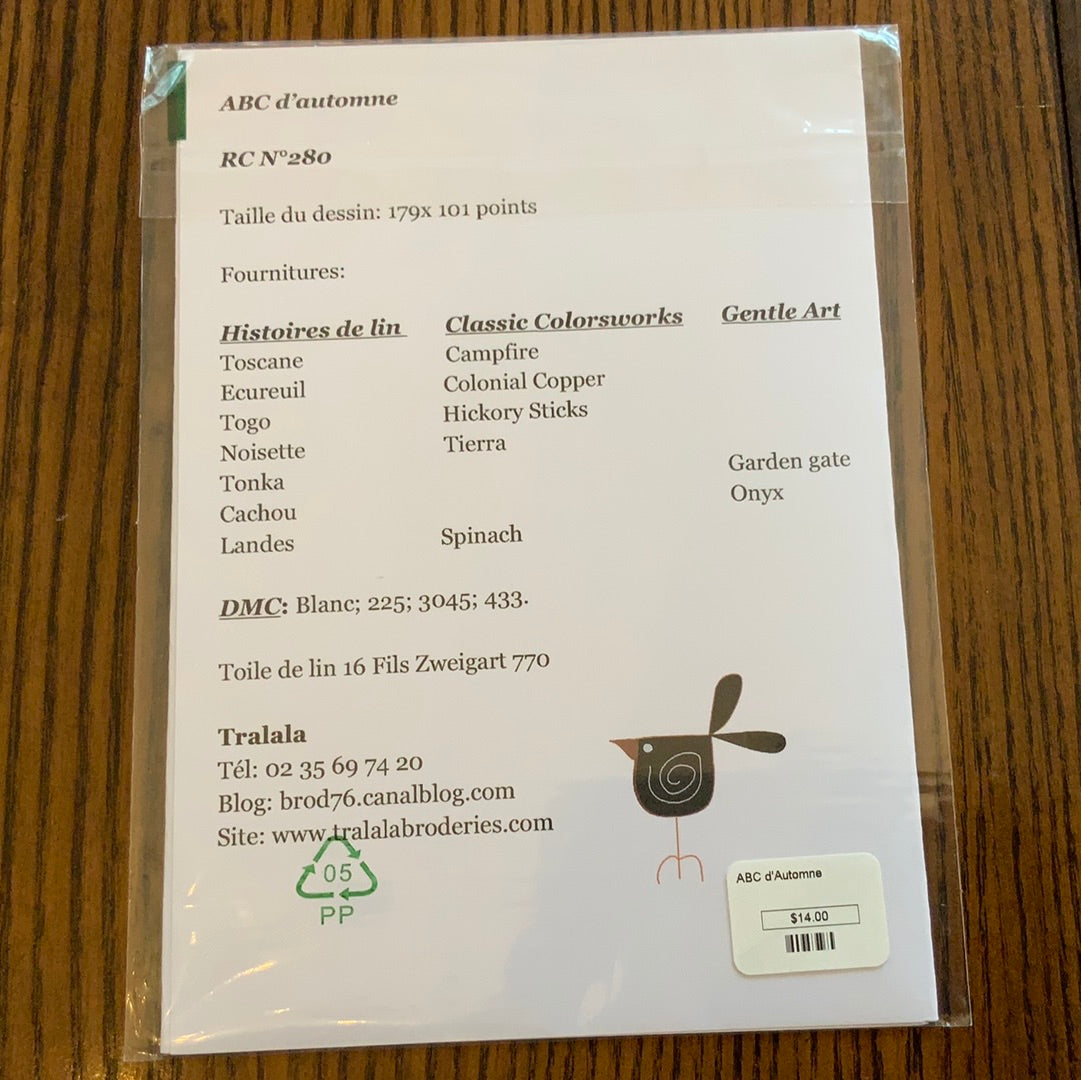 ABC d'automne
RC N°280
Taille du dessin: 179x 101 points
Fournitures:
Histoires de lin Classic Colorsworks Gentle Art
Toscane Campfire
Ecureuil Colonial Copper
Togo Hickory Sticks
Noisette Tierra
Tonka Garden gate
Cachou Onyx
Landes Spinach
DMC: Blanc; 225; 3045; 433.
Toile de lin 16 Fils Zweigart 770
Tralala
Tél: 02 35 69 74 20
Blog: brod76.canalblog.com
Site: www.tralalabroderies.com
05
PP
ABC d'Automne
$14.00